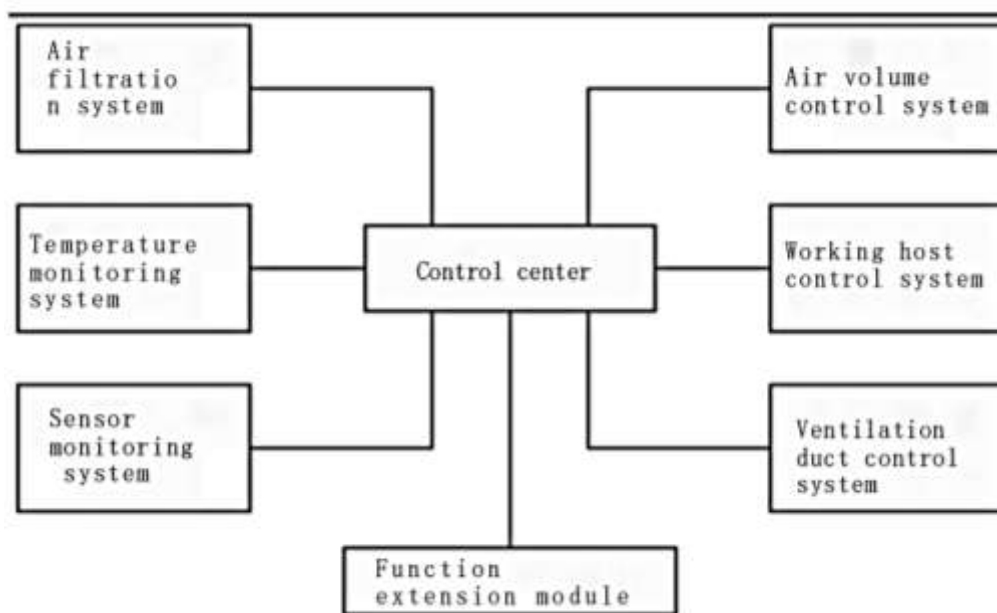 Air
filtratio
n system
Air volume
control system
Temperature
monitoring
system
Control center
Working host
control system
Sensor
monitoring
system
Ventilation
duct control
system
Function
extension module